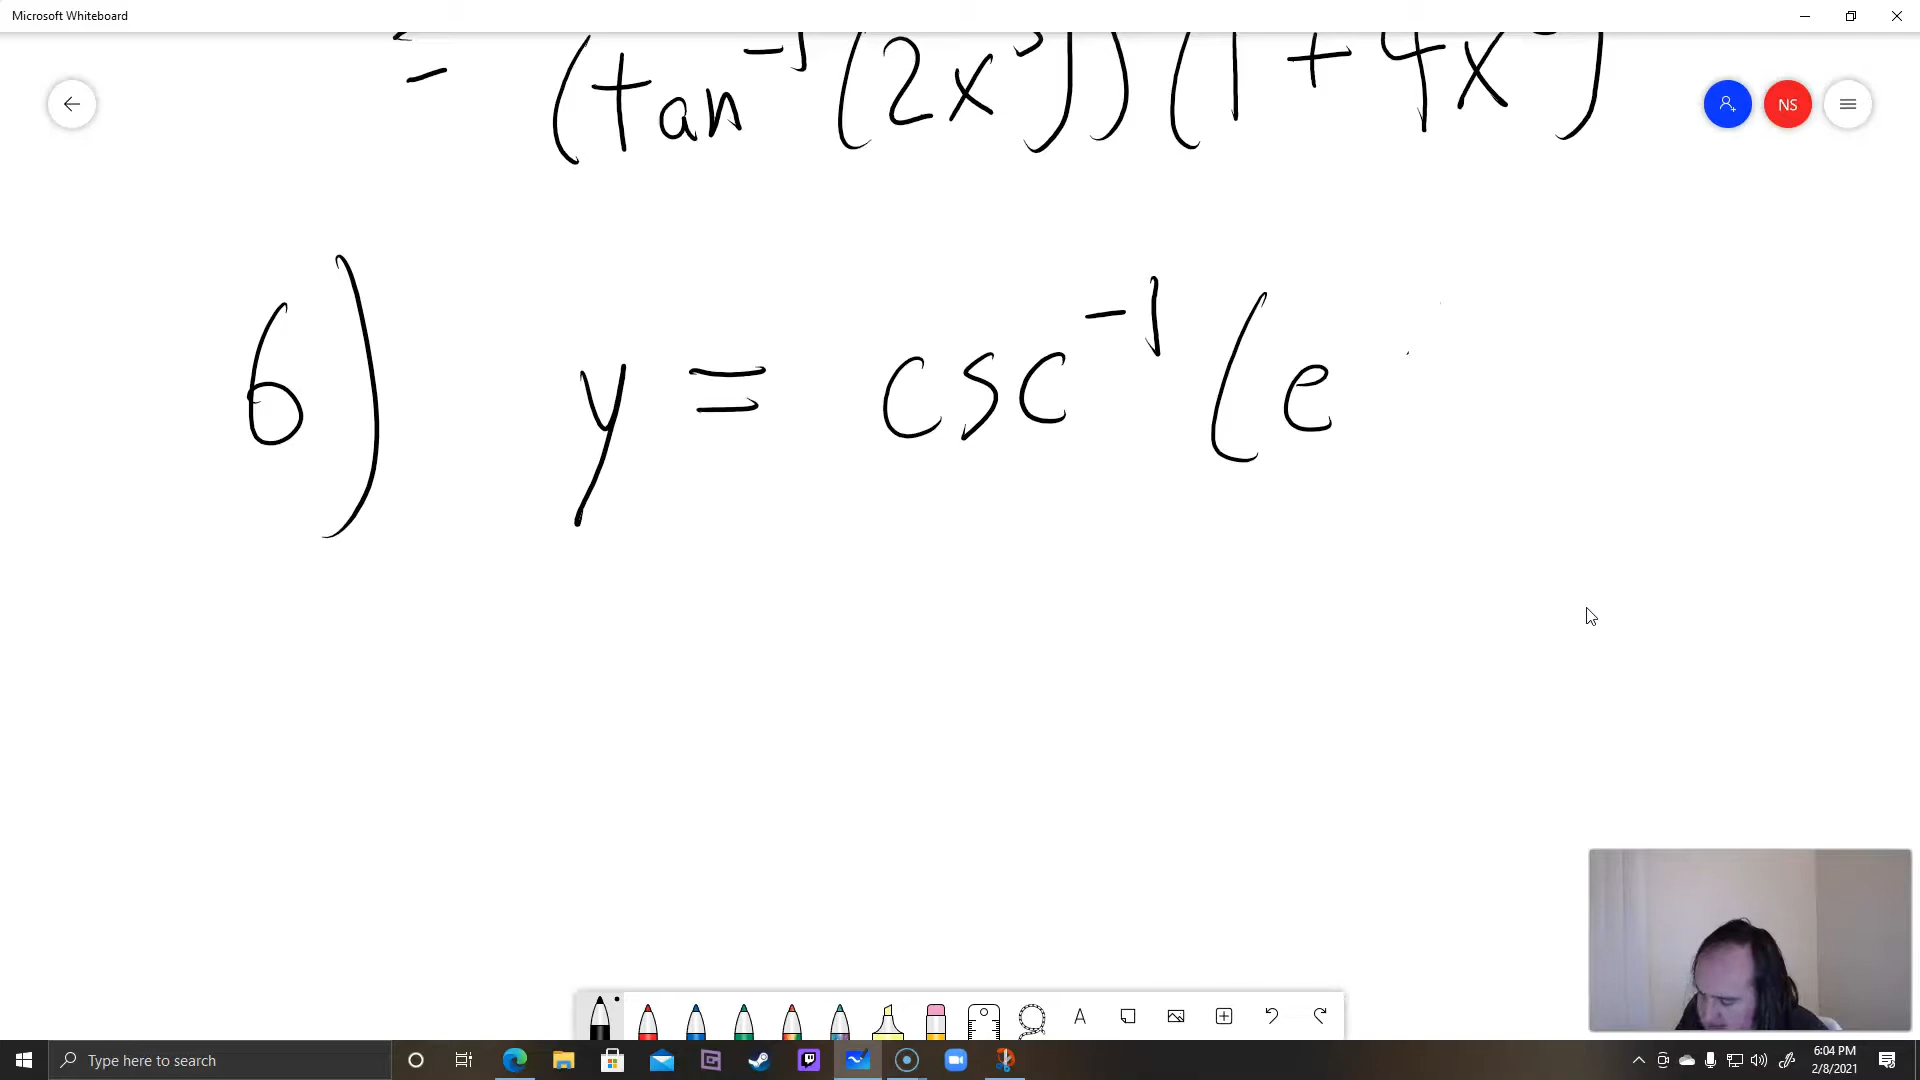 Microsoft Whiteboard
= (tan⁻¹(2x³))(1 + 4x )
NS
6) y = csc⁻¹(e
A
Type here to search
6:04 PM
2/8/2021